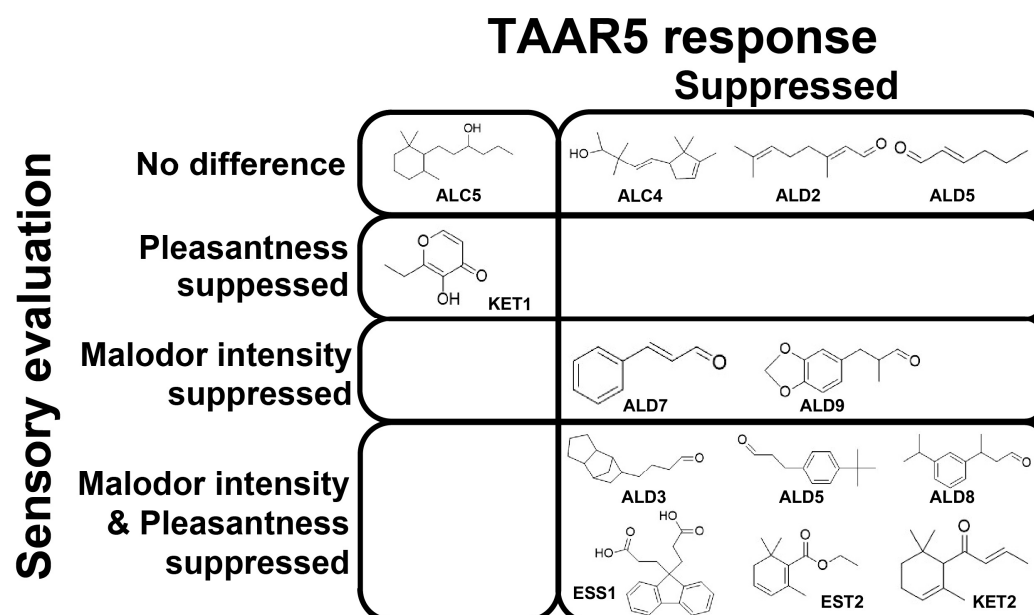 TAAR5 response
Suppressed
Sensory evaluation
No difference
OH
ALC5
HO
ALC4
O
ALD2
O
ALD5
Pleasantness
suppessed
O
O
OH
KET1
Malodor intensity
suppressed
O
ALD7
O
O
O
ALD9
Malodor intensity
& Pleasantness
suppressed
O
ALD3
O
ALD5
O
ALD8
HO
O
O
HO
ESS1
O
O
EST2
O
KET2